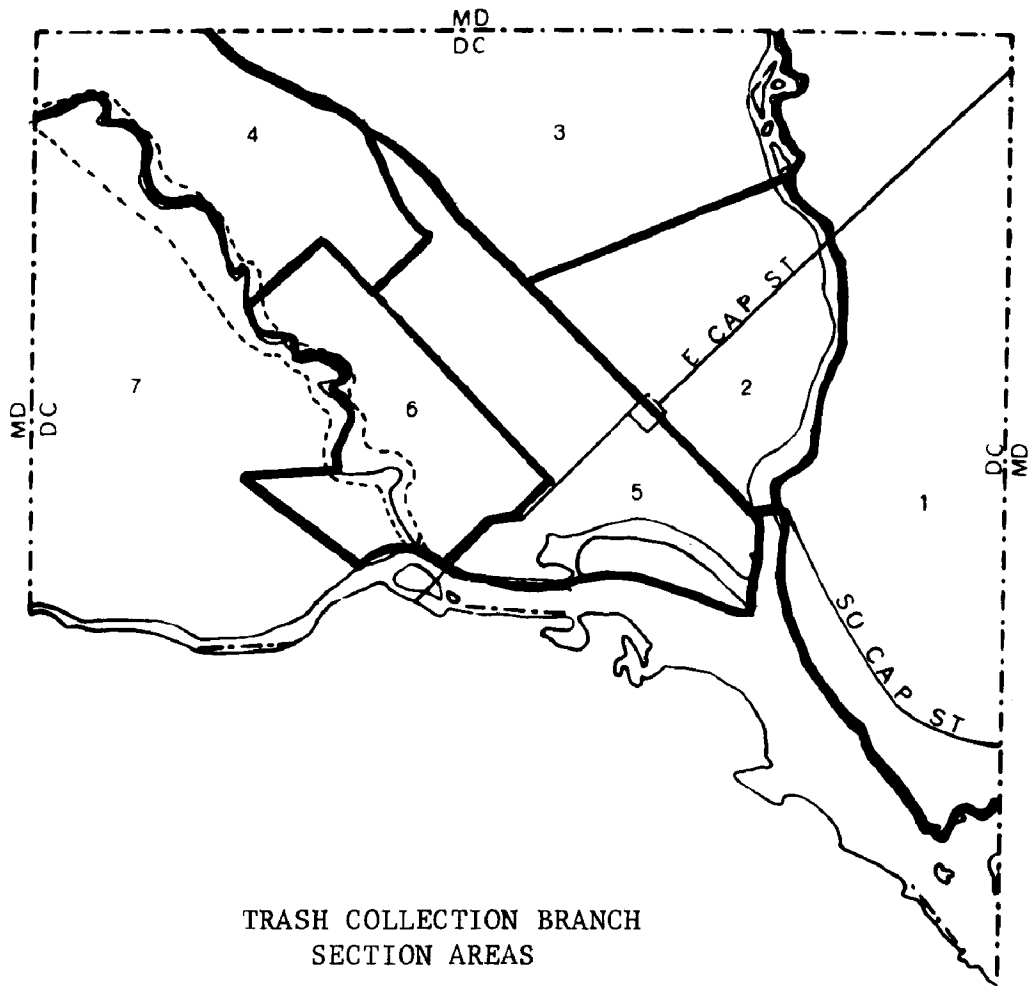 MD
DC
4
3
E CAP ST
7
6
2
MD
DC
DC
MD
5
1
SO CAP ST
TRASH COLLECTION BRANCH
SECTION AREAS